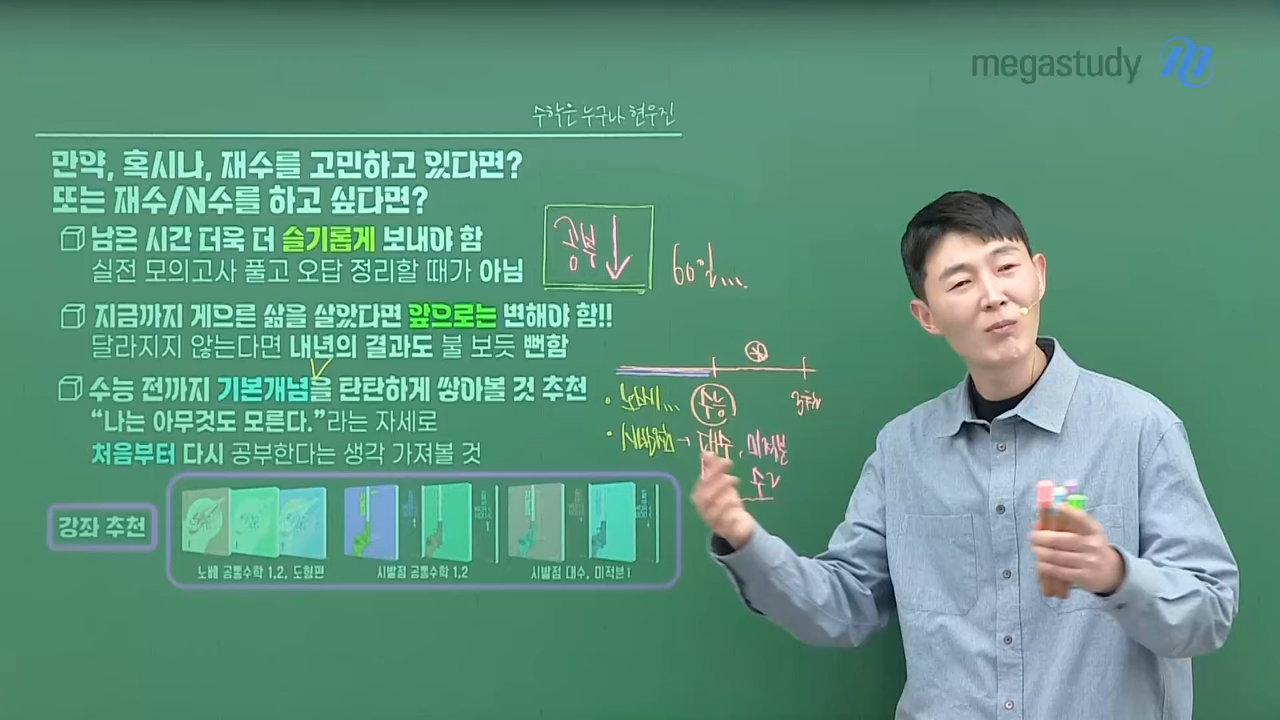 megastudy
수학은 누구나 현우진
만약, 혹시나, 재수를 고민하고 있다면?
또는 재수/N수를 하고 싶다면?
남은 시간 더욱 더 슬기롭게 보내야 함
실전 모의고사 풀고 오답 정리할 때가 아님
공부↓
60일...
지금까지 게으른 삶을 살았다면 앞으로는 변해야 함!!
달라지지 않는다면 내년의 결과도 불 보듯 뻔함
수능 전까지 기본개념을 탄탄하게 쌓아볼 것 추천
"나는 아무것도 모른다."라는 자세로
처음부터 다시 공부한다는 생각 가져볼 것
수능
시발점 → 대수, 미적분
수2
강좌 추천
노베 공통수학 1,2, 도형편
시발점 공통수학 1,2
시발점 대수, 미적분 I